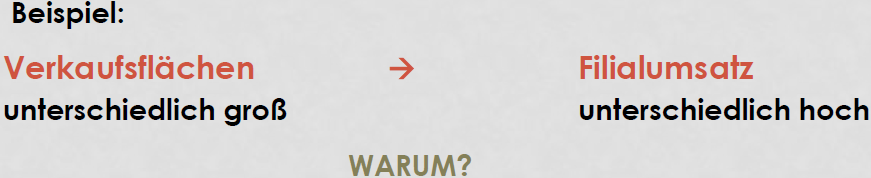 Beispiel:
Verkaufsflächen → Filialumsatz
unterschiedlich groß unterschiedlich hoch
WARUM?